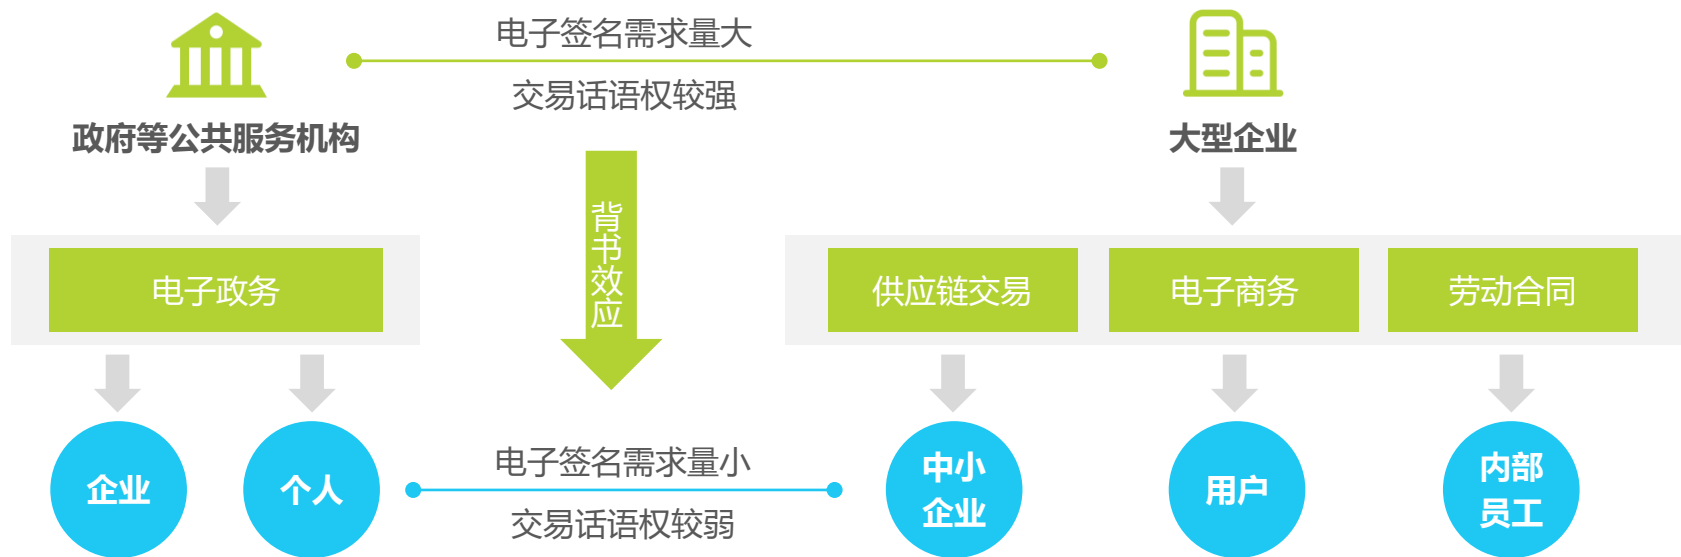 电子签名需求量大
交易话语权较强
政府等公共服务机构
大型企业
背书效应
电子政务
供应链交易
电子商务
劳动合同
企业
个人
电子签名需求量小
交易话语权较弱
中小
企业
用户
内部
员工